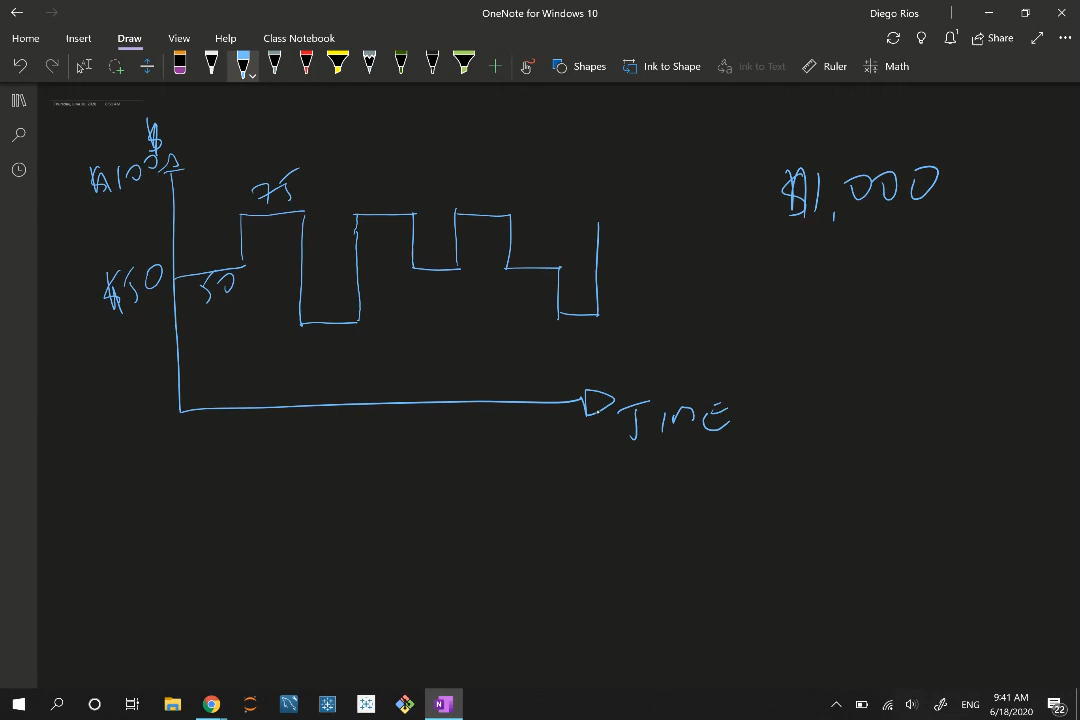 OneNote for Windows 10
Diego Rios
Home Insert Draw View Help Class Notebook
Share
Shapes Ink to Shape Ink to Text Ruler Math
$
$100
75
$1,000
$50
50
TIME
ENG
9:41 AM
6/18/2020
22